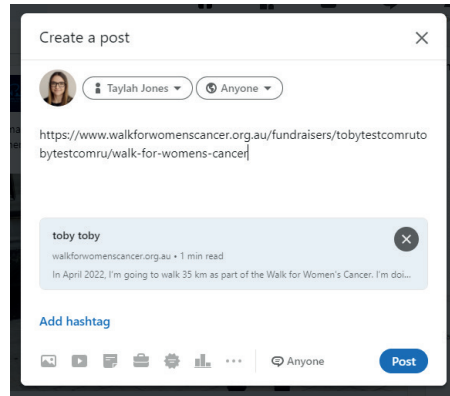 Create a post
Taylah Jones
Anyone
https://www.walkforwomenscancer.org.au/fundraisers/tobytestcomruto
bytestcomru/walk-for-womens-cancer
toby toby
walkforwomenscancer.org.au • 1 min read
In April 2022, I'm going to walk 35 km as part of the Walk for Women's Cancer. I'm doi...
Add hashtag
Anyone
Post